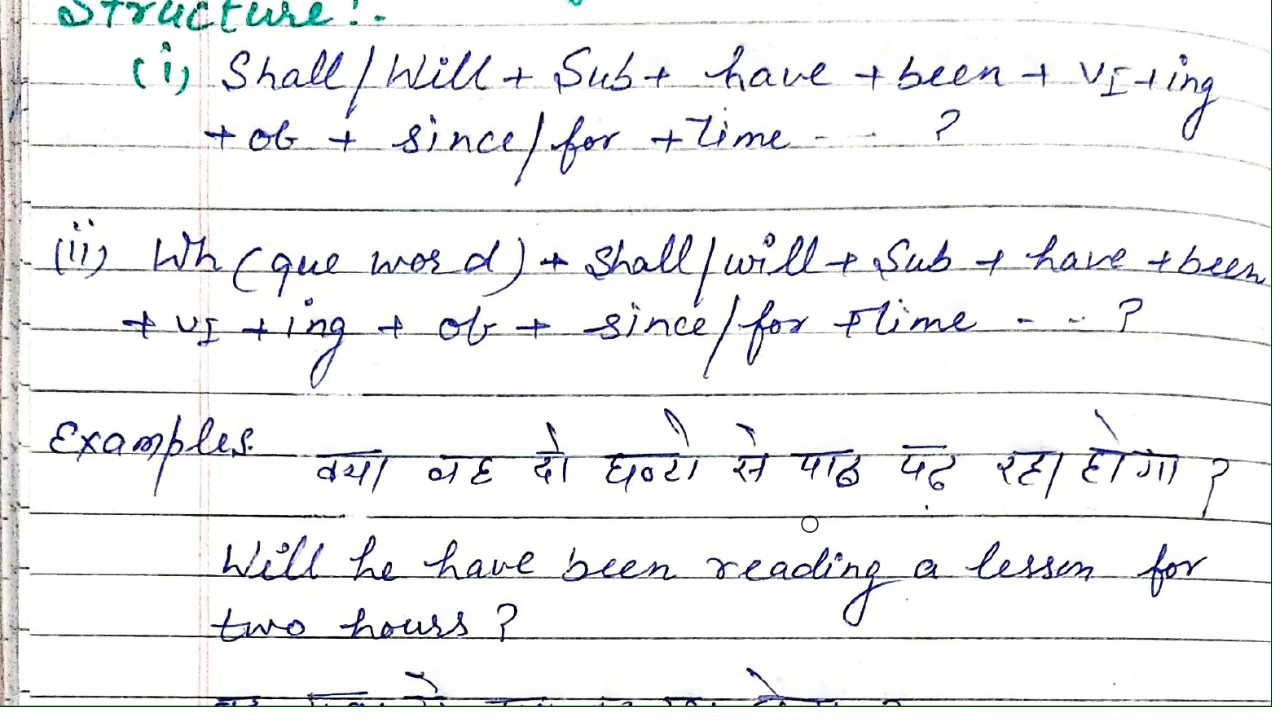 Structure:-
(i) Shall/Will + Sub + have + been + VI + ing
+ ob + since/for + Time - - - ?
(ii) Wh (que word) + Shall/will + Sub + have + been
+ VI + ing + ob + since/for + Time - - - ?
Examples. क्या वह दो घण्टो से पाठ पढ़ रहा होगा ?
Will he have been reading a lesson for
two hours ?